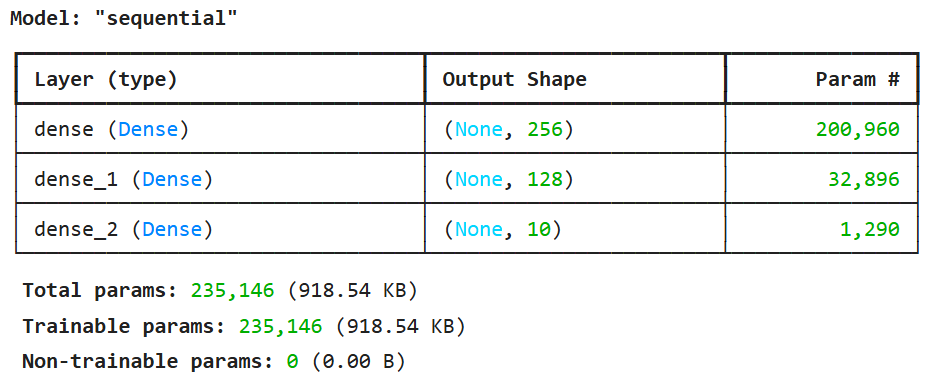 Model: "sequential"
Layer (type) Output Shape Param #
dense (Dense) (None, 256) 200,960
dense_1 (Dense) (None, 128) 32,896
dense_2 (Dense) (None, 10) 1,290
Total params: 235,146 (918.54 KB)
Trainable params: 235,146 (918.54 KB)
Non-trainable params: 0 (0.00 B)